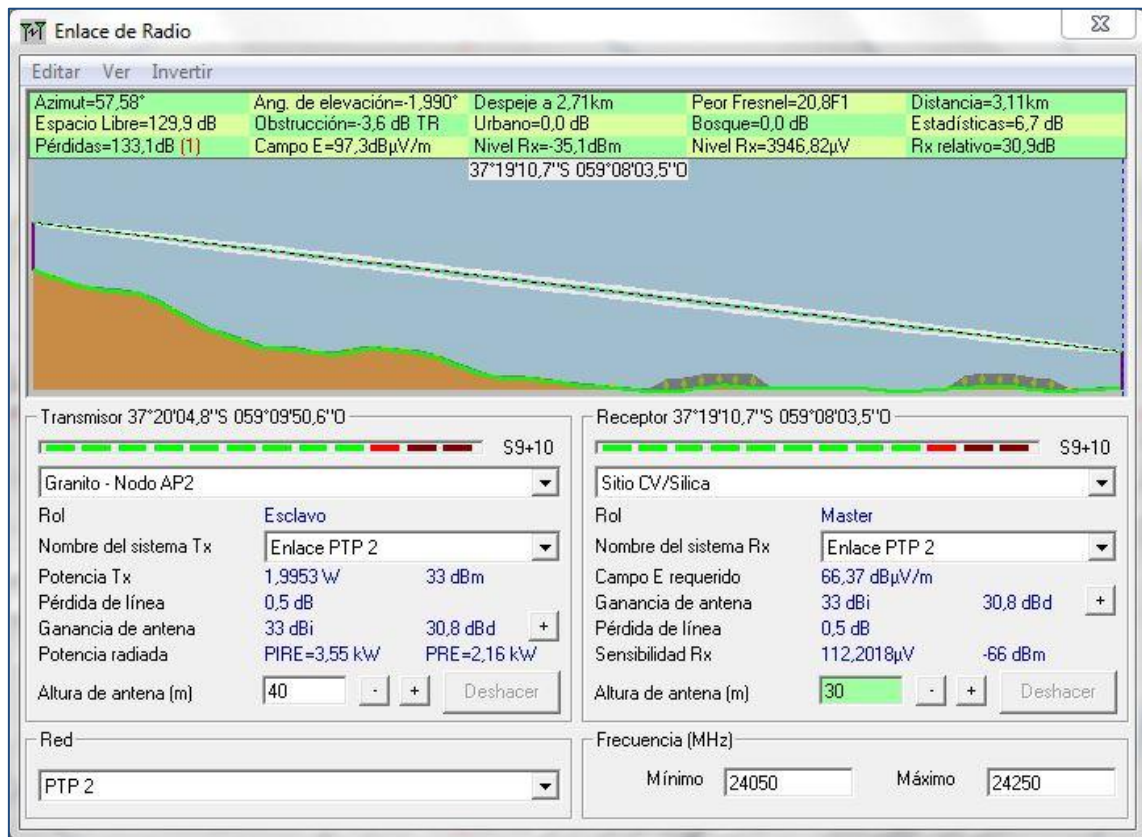 Enlace de Radio
Editar Ver Invertir
Azimut=57,58° Ang. de elevación=-1,990° Despeje a 2,71km Peor Fresnel=20,8F1 Distancia=3,11km
Espacio Libre=129,9 dB Obstrucción=-3,6 dB TR Urbano=0,0 dB Bosque=0,0 dB Estadísticas=6,7 dB
Pérdidas=133,1dB (1) Campo E=97,3dBµV/m Nivel Rx=-35,1dBm Nivel Rx=3946,82µV Rx relativo=30,9dB
37°19'10,7''S 059°08'03,5''O
Transmisor 37°20'04,8''S 059°09'50,6''O
S9+10
Granito - Nodo AP2
Rol Esclavo
Nombre del sistema Tx Enlace PTP 2
Potencia Tx 1,9953 W 33 dBm
Pérdida de línea 0,5 dB
Ganancia de antena 33 dBi 30,8 dBd +
Potencia radiada PIRE=3,55 kW PRE=2,16 kW
Altura de antena (m) 40 - + Deshacer
Receptor 37°19'10,7''S 059°08'03,5''O
S9+10
Sitio CV/Silica
Rol Master
Nombre del sistema Rx Enlace PTP 2
Campo E requerido 66,37 dBµV/m
Ganancia de antena 33 dBi 30,8 dBd +
Pérdida de línea 0,5 dB
Sensibilidad Rx 112,2018µV -66 dBm
Altura de antena (m) 30 - + Deshacer
Red
PTP 2
Frecuencia (MHz)
Mínimo 24050 Máximo 24250